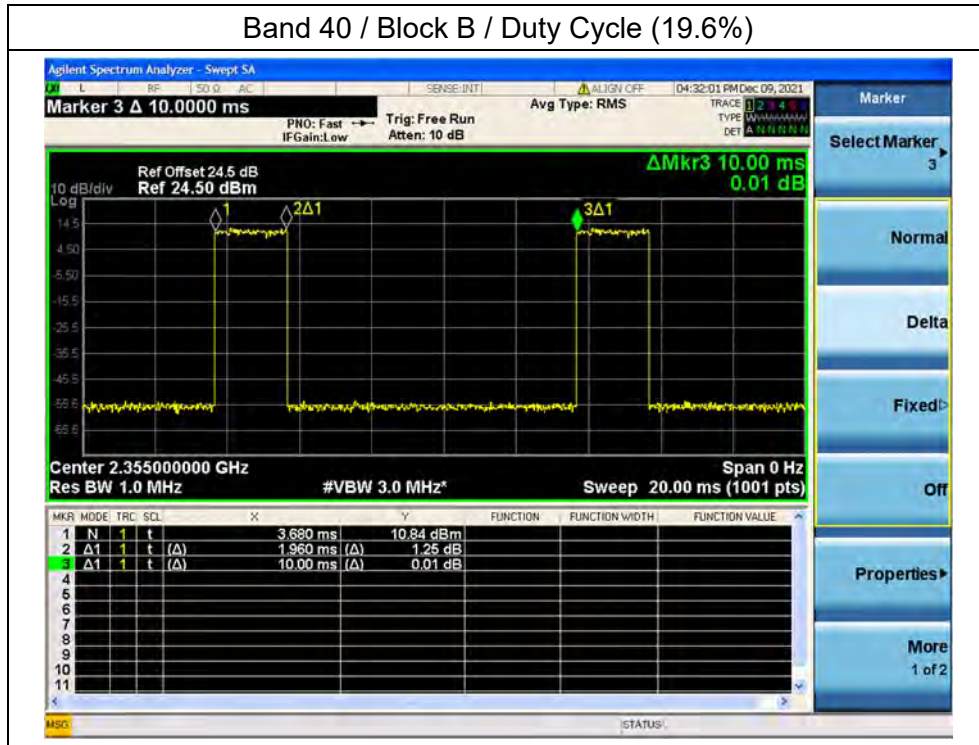 Band 40 / Block B / Duty Cycle (19.6%)
Agilent Spectrum Analyzer - Swept SA
L RF 50 Ω AC SENSE:INT ALIGN OFF 04:32:01 PM Dec 09, 2021
Marker 3 Δ 10.0000 ms
PNO: Fast
IFGain:Low
Trig: Free Run
Atten: 10 dB
Avg Type: RMS
TRACE 1 2 3 4 5 6
TYPE
DET A N N N N N
Marker
Select Marker
3
Normal
Delta
Fixed
Off
Properties
More
1 of 2
ΔMkr3 10.00 ms
0.01 dB
Ref Offset 24.5 dB
10 dB/div Ref 24.50 dBm
Log
1 2Δ1 3Δ1
14.5
4.50
-5.50
-15.5
-25.5
-35.5
-45.5
-55.5
-65.5
Center 2.355000000 GHz Span 0 Hz
Res BW 1.0 MHz #VBW 3.0 MHz* Sweep 20.00 ms (1001 pts)
MKR MODE TRC SCL X Y FUNCTION FUNCTION WIDTH FUNCTION VALUE
1 N 1 t 3.680 ms 10.84 dBm
2 Δ1 1 t (Δ) 1.960 ms (Δ) 1.25 dB
3 Δ1 1 t (Δ) 10.00 ms (Δ) 0.01 dB
4
5
6
7
8
9
10
11
MSG STATUS